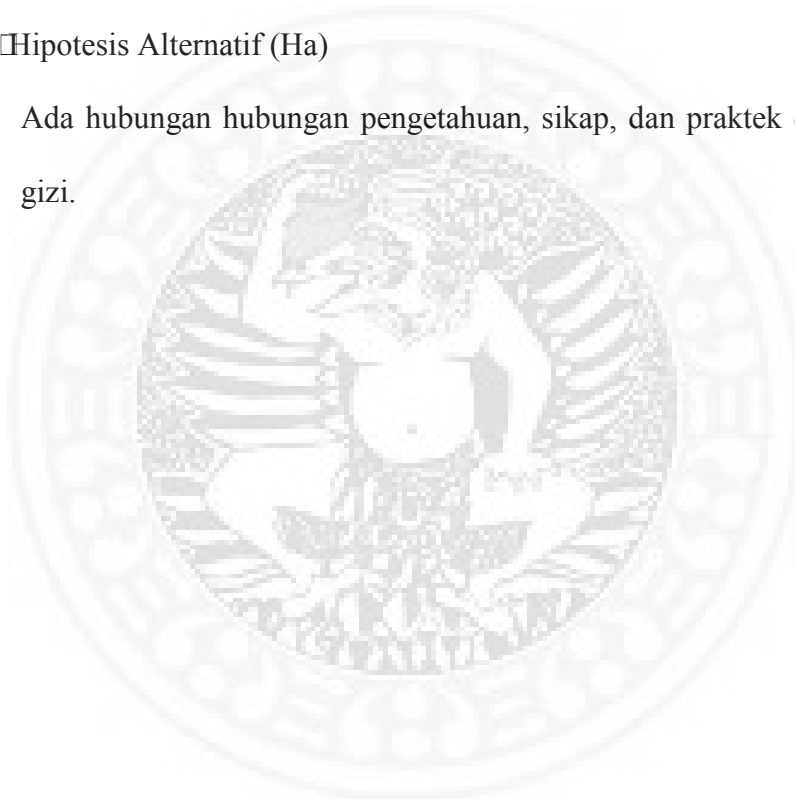 Hipotesis Alternatif (Ha)
Ada hubungan hubungan pengetahuan, sikap, dan praktek
gizi.